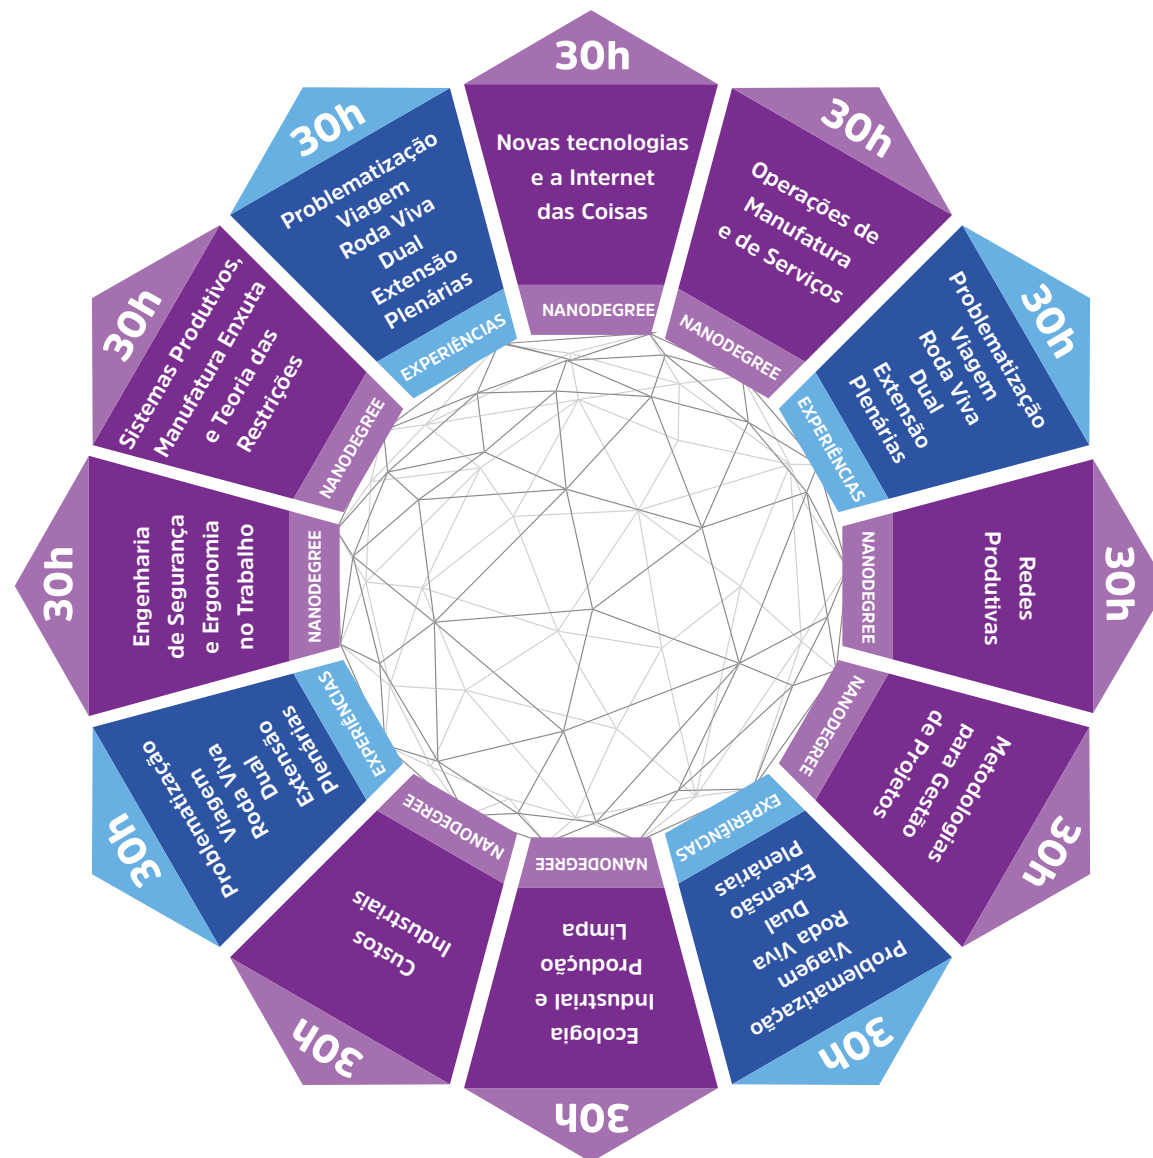 30h
Novas tecnologias
e a Internet
das Coisas
NANODEGREE
30h
Operações de
Manufatura
e de Serviços
NANODEGREE
30h
Problematização
Viagem
Roda Viva
Dual
Extensão
Plenárias
EXPERIÊNCIAS
30h
Redes
Produtivas
NANODEGREE
30h
Metodologias
para Gestão
de Projetos
NANODEGREE
30h
Problematização
Viagem
Roda Viva
Dual
Extensão
Plenárias
EXPERIÊNCIAS
30h
Ecologia
Industrial e
Produção
Limpa
NANODEGREE
30h
Custos
Industriais
NANODEGREE
30h
Problematização
Viagem
Roda Viva
Dual
Extensão
Plenárias
EXPERIÊNCIAS
30h
Engenharia
de Segurança
e Ergonomia
no Trabalho
NANODEGREE
30h
Sistemas Produtivos,
Manufatura Enxuta
e Teoria das
Restrições
NANODEGREE
30h
Problematização
Viagem
Roda Viva
Dual
Extensão
Plenárias
EXPERIÊNCIAS